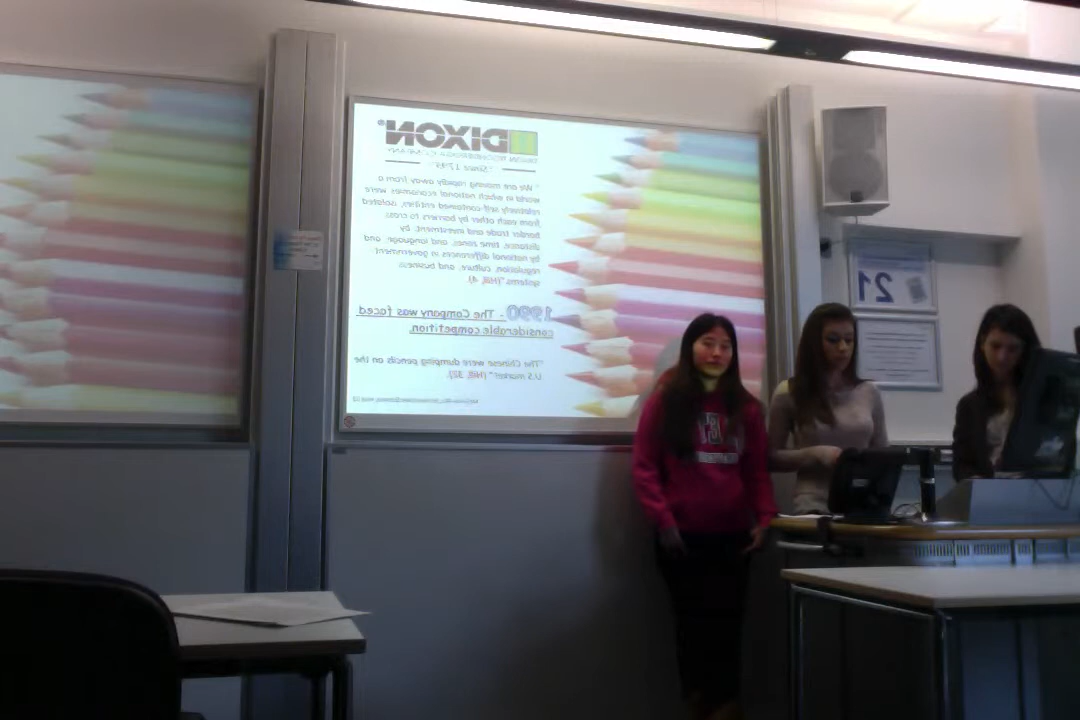 DIXON®
DIXON TICONDEROGA COMPANY
Since 1795
"We are moving rapidly away from a
world in which national economies were
relatively self-contained entities, isolated
from each other by barriers to cross
border trade and investment; by
distance, time zones, and language; and
by national differences in government
regulation, culture, and business
systems."(Hill, 4)
1990 - The Company was faced
considerable competition.
"The Chinese were dumping pencils on the
U.S market" (Hill, 32).
21